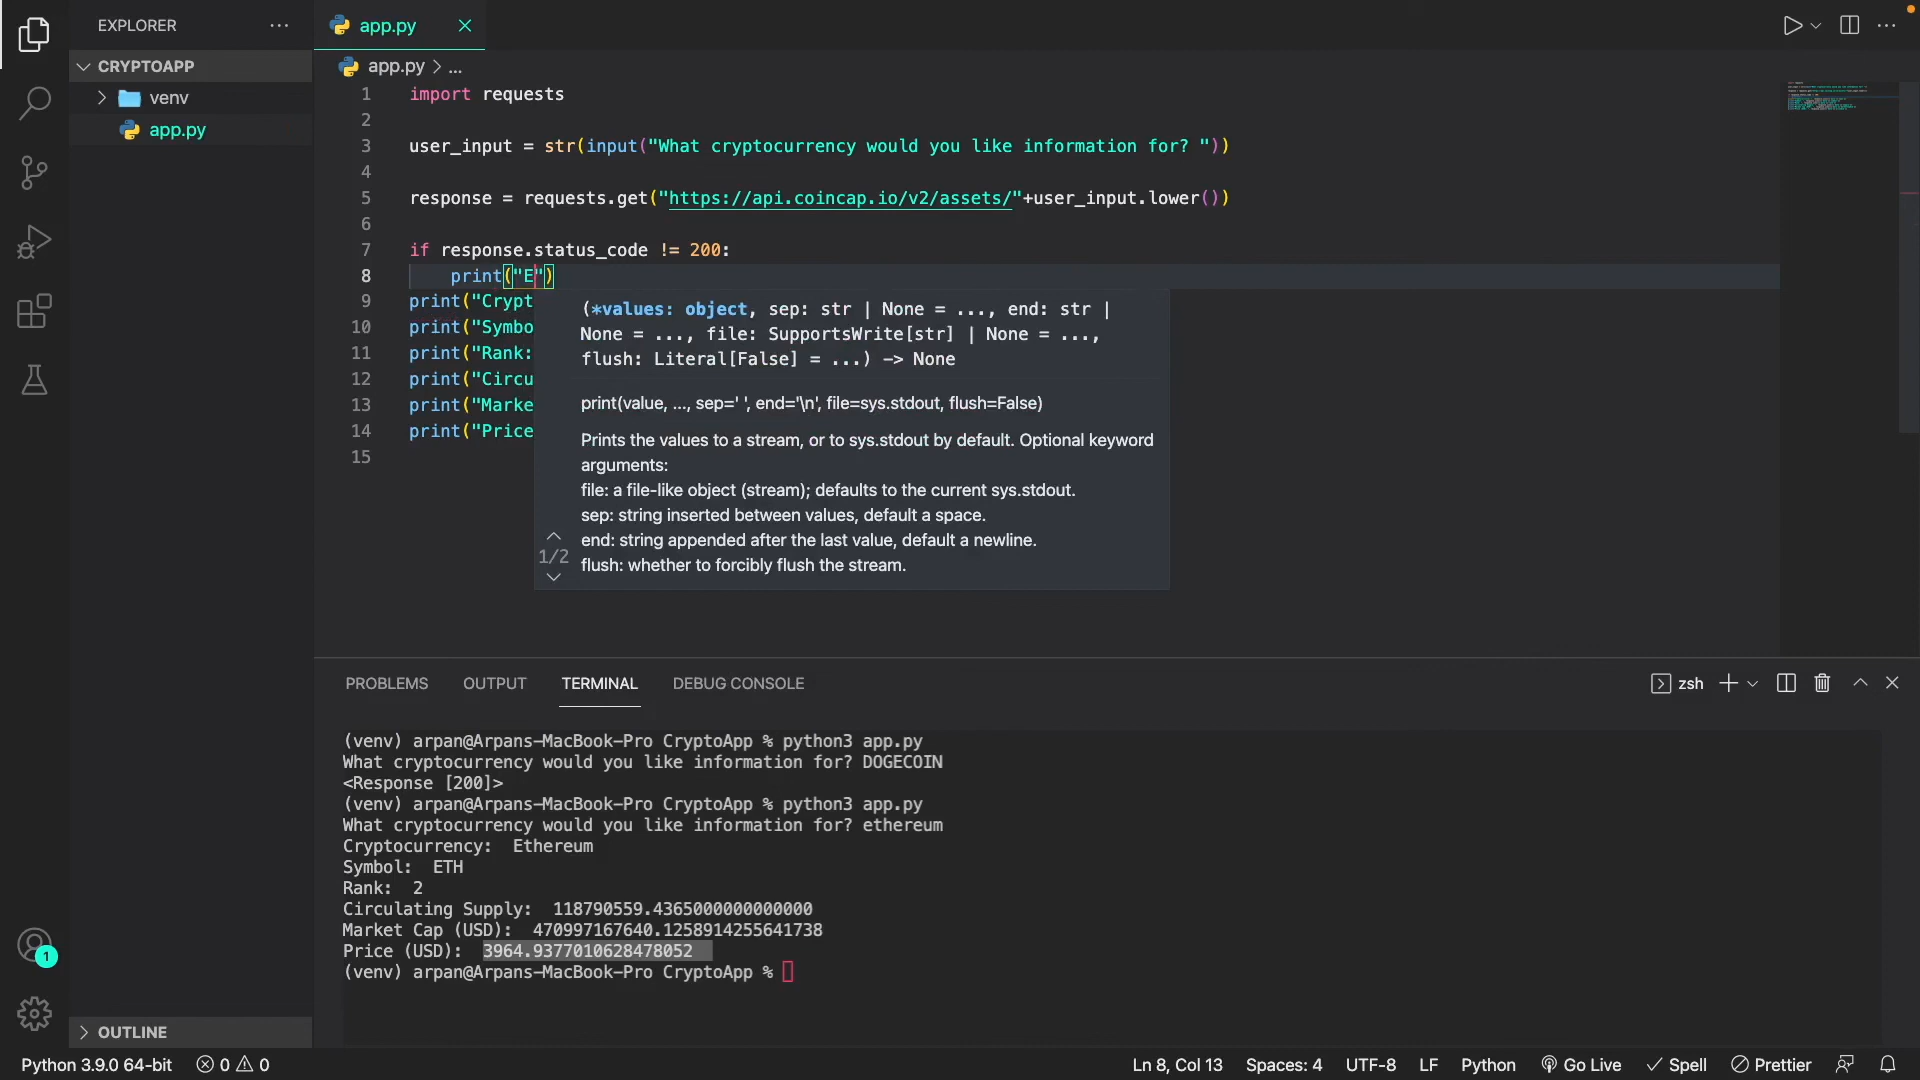 EXPLORER
CRYPTOAPP
venv
app.py
OUTLINE
app.py
app.py > ...
1 import requests
2
3 user_input = str(input("What cryptocurrency would you like information for? "))
4
5 response = requests.get("https://api.coincap.io/v2/assets/"+user_input.lower())
6
7 if response.status_code != 200:
8 print("E")
9 print("Crypt
10 print("Symbo
11 print("Rank:
12 print("Circu
13 print("Marke
14 print("Price
15
(*values: object, sep: str | None = ..., end: str |
None = ..., file: SupportsWrite[str] | None = ...,
flush: Literal[False] = ...) -> None
print(value, ..., sep=' ', end='\n', file=sys.stdout, flush=False)
Prints the values to a stream, or to sys.stdout by default. Optional keyword
arguments:
file: a file-like object (stream); defaults to the current sys.stdout.
sep: string inserted between values, default a space.
end: string appended after the last value, default a newline.
flush: whether to forcibly flush the stream.
1/2
PROBLEMS OUTPUT TERMINAL DEBUG CONSOLE
zsh
(venv) arpan@Arpans-MacBook-Pro CryptoApp % python3 app.py
What cryptocurrency would you like information for? DOGECOIN
<Response [200]>
(venv) arpan@Arpans-MacBook-Pro CryptoApp % python3 app.py
What cryptocurrency would you like information for? ethereum
Cryptocurrency:  Ethereum
Symbol:  ETH
Rank:  2
Circulating Supply:  118790559.4365000000000000
Market Cap (USD):  470997167640.1258914255641738
Price (USD):  3964.9377010628478052
(venv) arpan@Arpans-MacBook-Pro CryptoApp %
1
Python 3.9.0 64-bit 0 0 Ln 8, Col 13 Spaces: 4 UTF-8 LF Python Go Live Spell Prettier